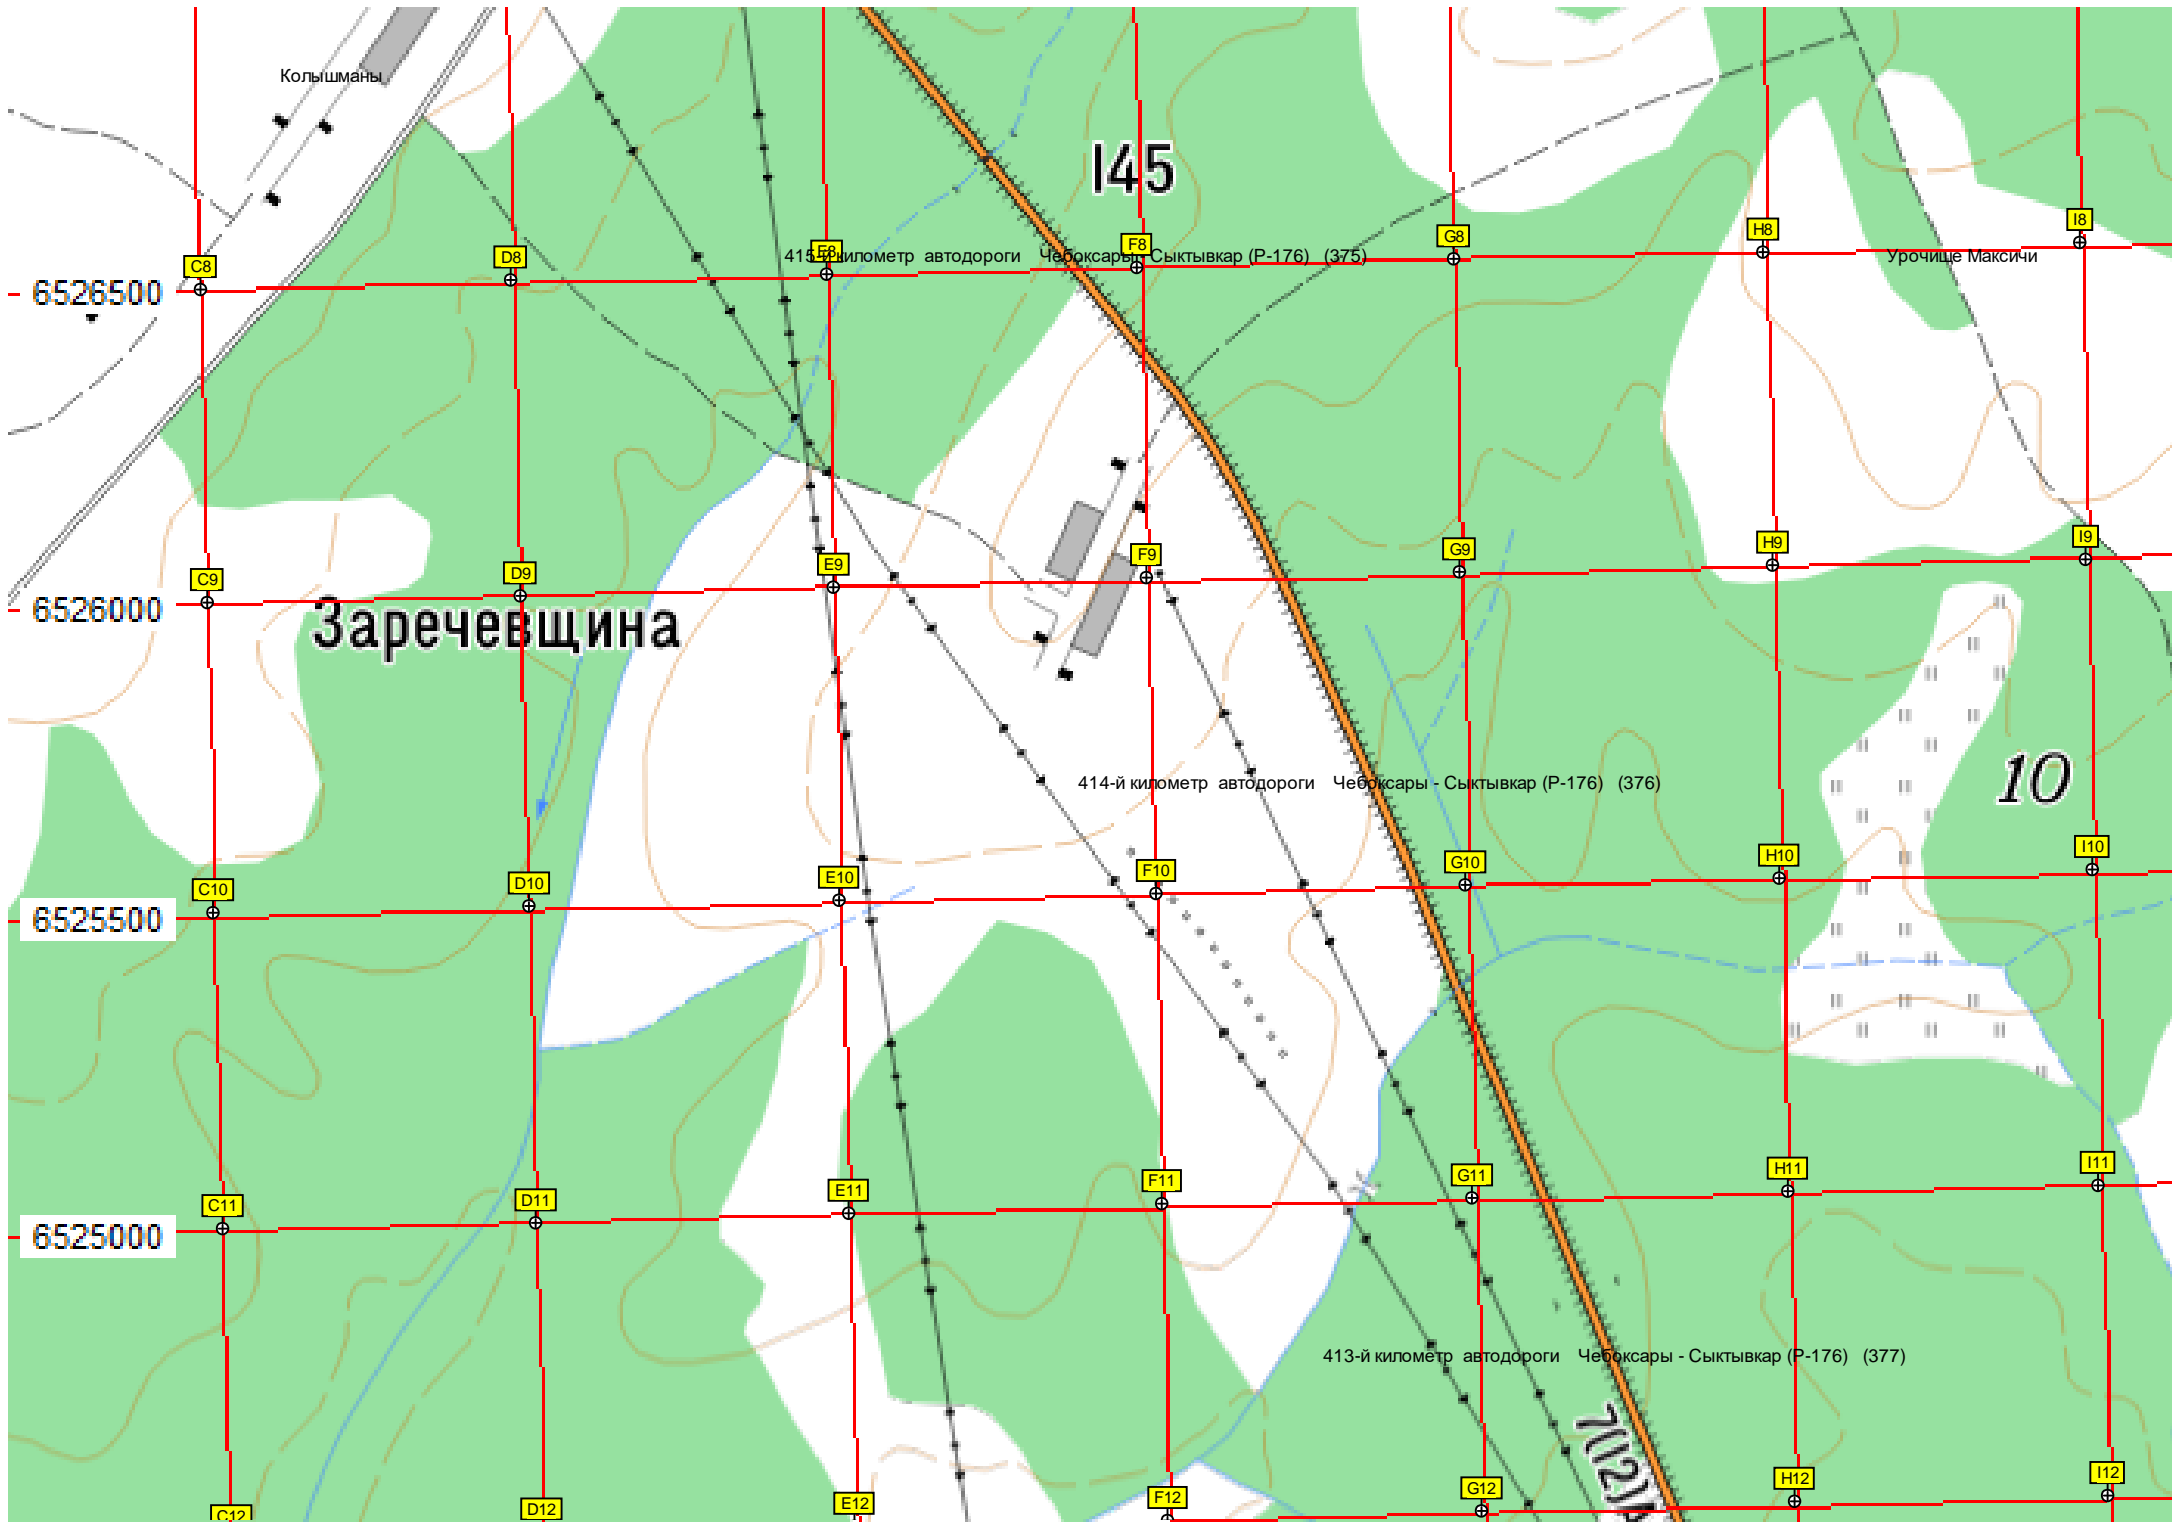 Колышманы
145
C8
D8
E8
F8
G8
H8
I8
415-й километр автодороги Чебоксары - Сыктывкар (Р-176) (375)
Урочище Максичи
6526500
C9
D9
E9
F9
G9
H9
I9
6526000
Заречевщина
414-й километр автодороги Чебоксары - Сыктывкар (Р-176) (376)
10
C10
D10
E10
F10
G10
H10
I10
6525500
C11
D11
E11
F11
G11
H11
I11
6525000
413-й километр автодороги Чебоксары - Сыктывкар (Р-176) (377)
7(12)
C12
D12
E12
F12
G12
H12
I12